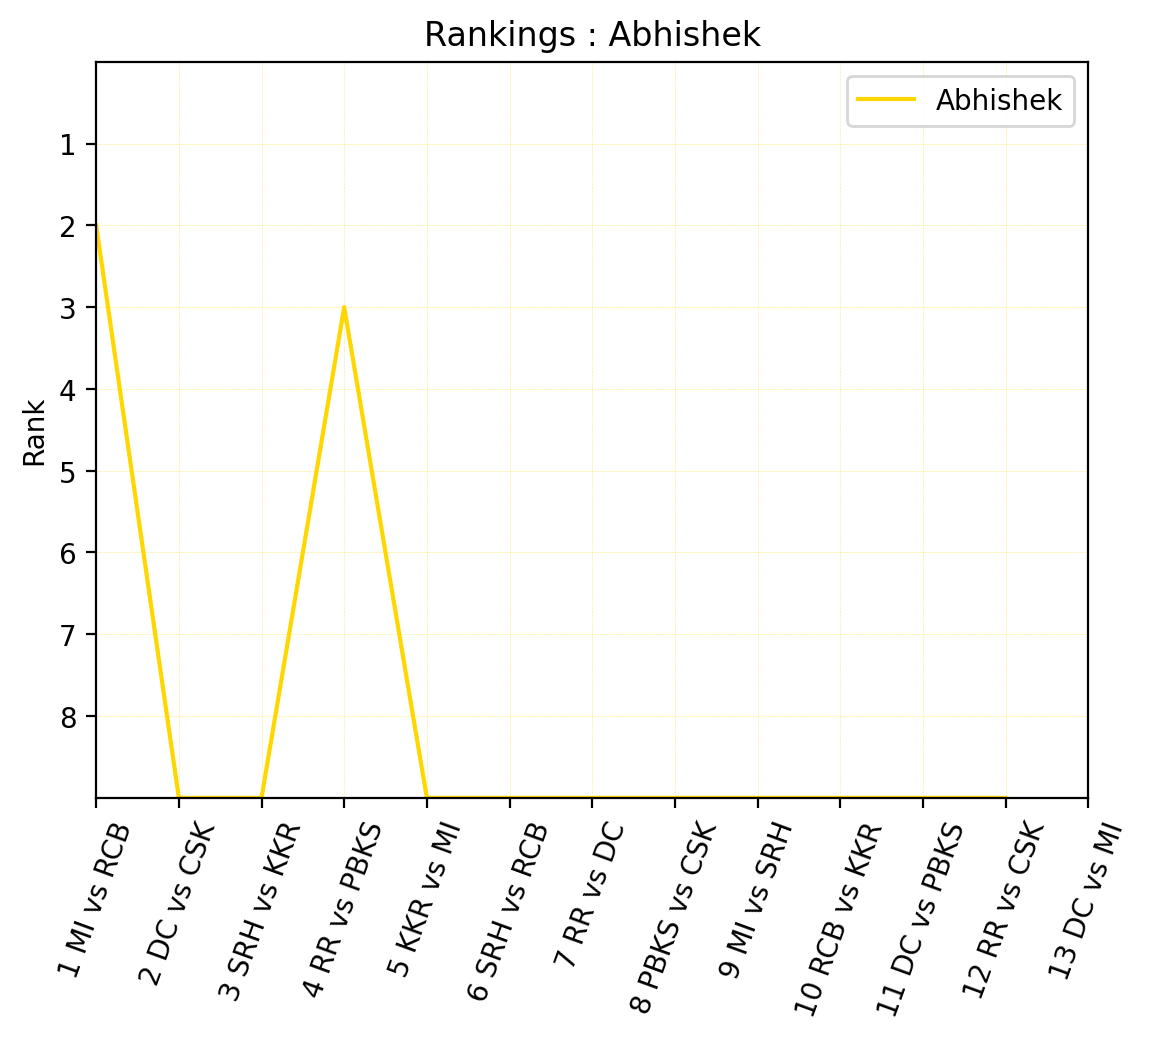 Rankings : Abhishek
Abhishek
Rank
1
2
3
4
5
6
7
8
1 MI vs RCB
2 DC vs CSK
3 SRH vs KKR
4 RR vs PBKS
5 KKR vs MI
6 SRH vs RCB
7 RR vs DC
8 PBKS vs CSK
9 MI vs SRH
10 RCB vs KKR
11 DC vs PBKS
12 RR vs CSK
13 DC vs MI